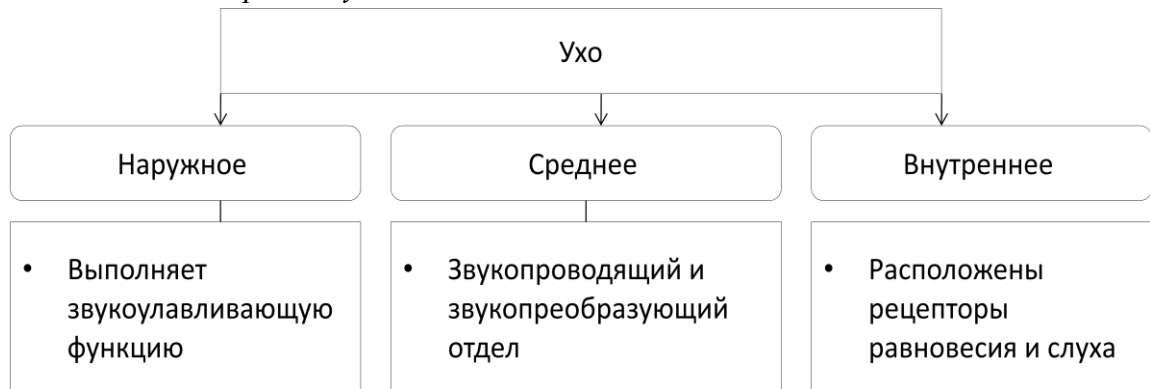 Ухо
Наружное
Среднее
Внутреннее
• Выполняет
звукоулавливающую
функцию
• Звукопроводящий и
звукопреобразующий
отдел
• Расположены
рецепторы
равновесия и слуха